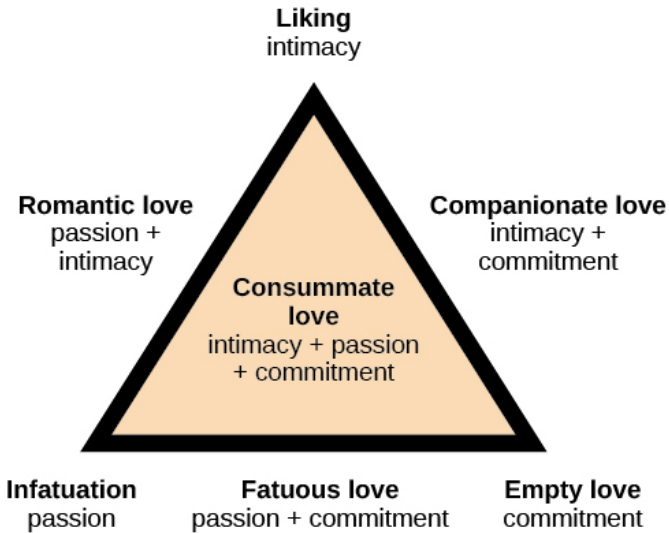 Liking
intimacy
Romantic love
passion +
intimacy
Companionate love
intimacy +
commitment
Consummate
love
intimacy + passion
+ commitment
Infatuation
passion
Fatuous love
passion + commitment
Empty love
commitment